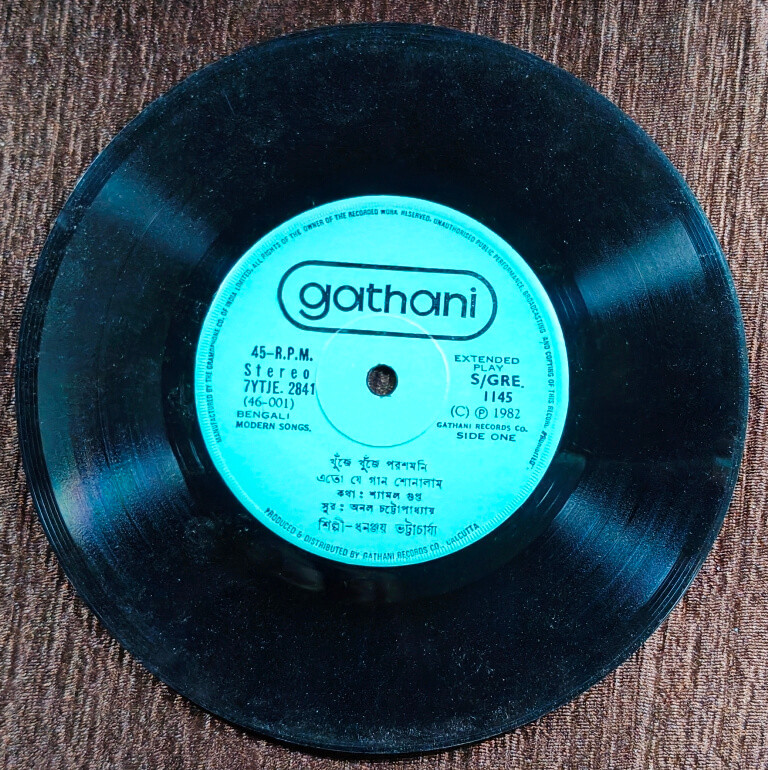 MANUFACTURED BY THE GRAMOPHONE CO. OF INDIA LIMITED. ALL RIGHTS OF THE OWNER OF THE RECORDED WORK RESERVED. UNAUTHORISED PUBLIC PERFORMANCE, BROADCASTING AND COPYING OF THIS RECORD PROHIBITED.
gathani
45-R.P.M.
Stereo
7YTJE. 2841
(46-001)
BENGALI
MODERN SONGS.
EXTENDED
PLAY
S/GRE.
1145
(C) ℗ 1982
GATHANI RECORDS CO.
SIDE ONE
খুঁজে খুঁজে পরশমনি
এতো যে গান শোনালাম
কথা : শ্যামল গুপ্ত
সুর : অনল চট্টোপাধ্যায়
শিল্পী-ধনঞ্জয় ভট্টাচার্য্য
PRODUCED & DISTRIBUTED BY GATHANI RECORDS CO., CALCUTTA